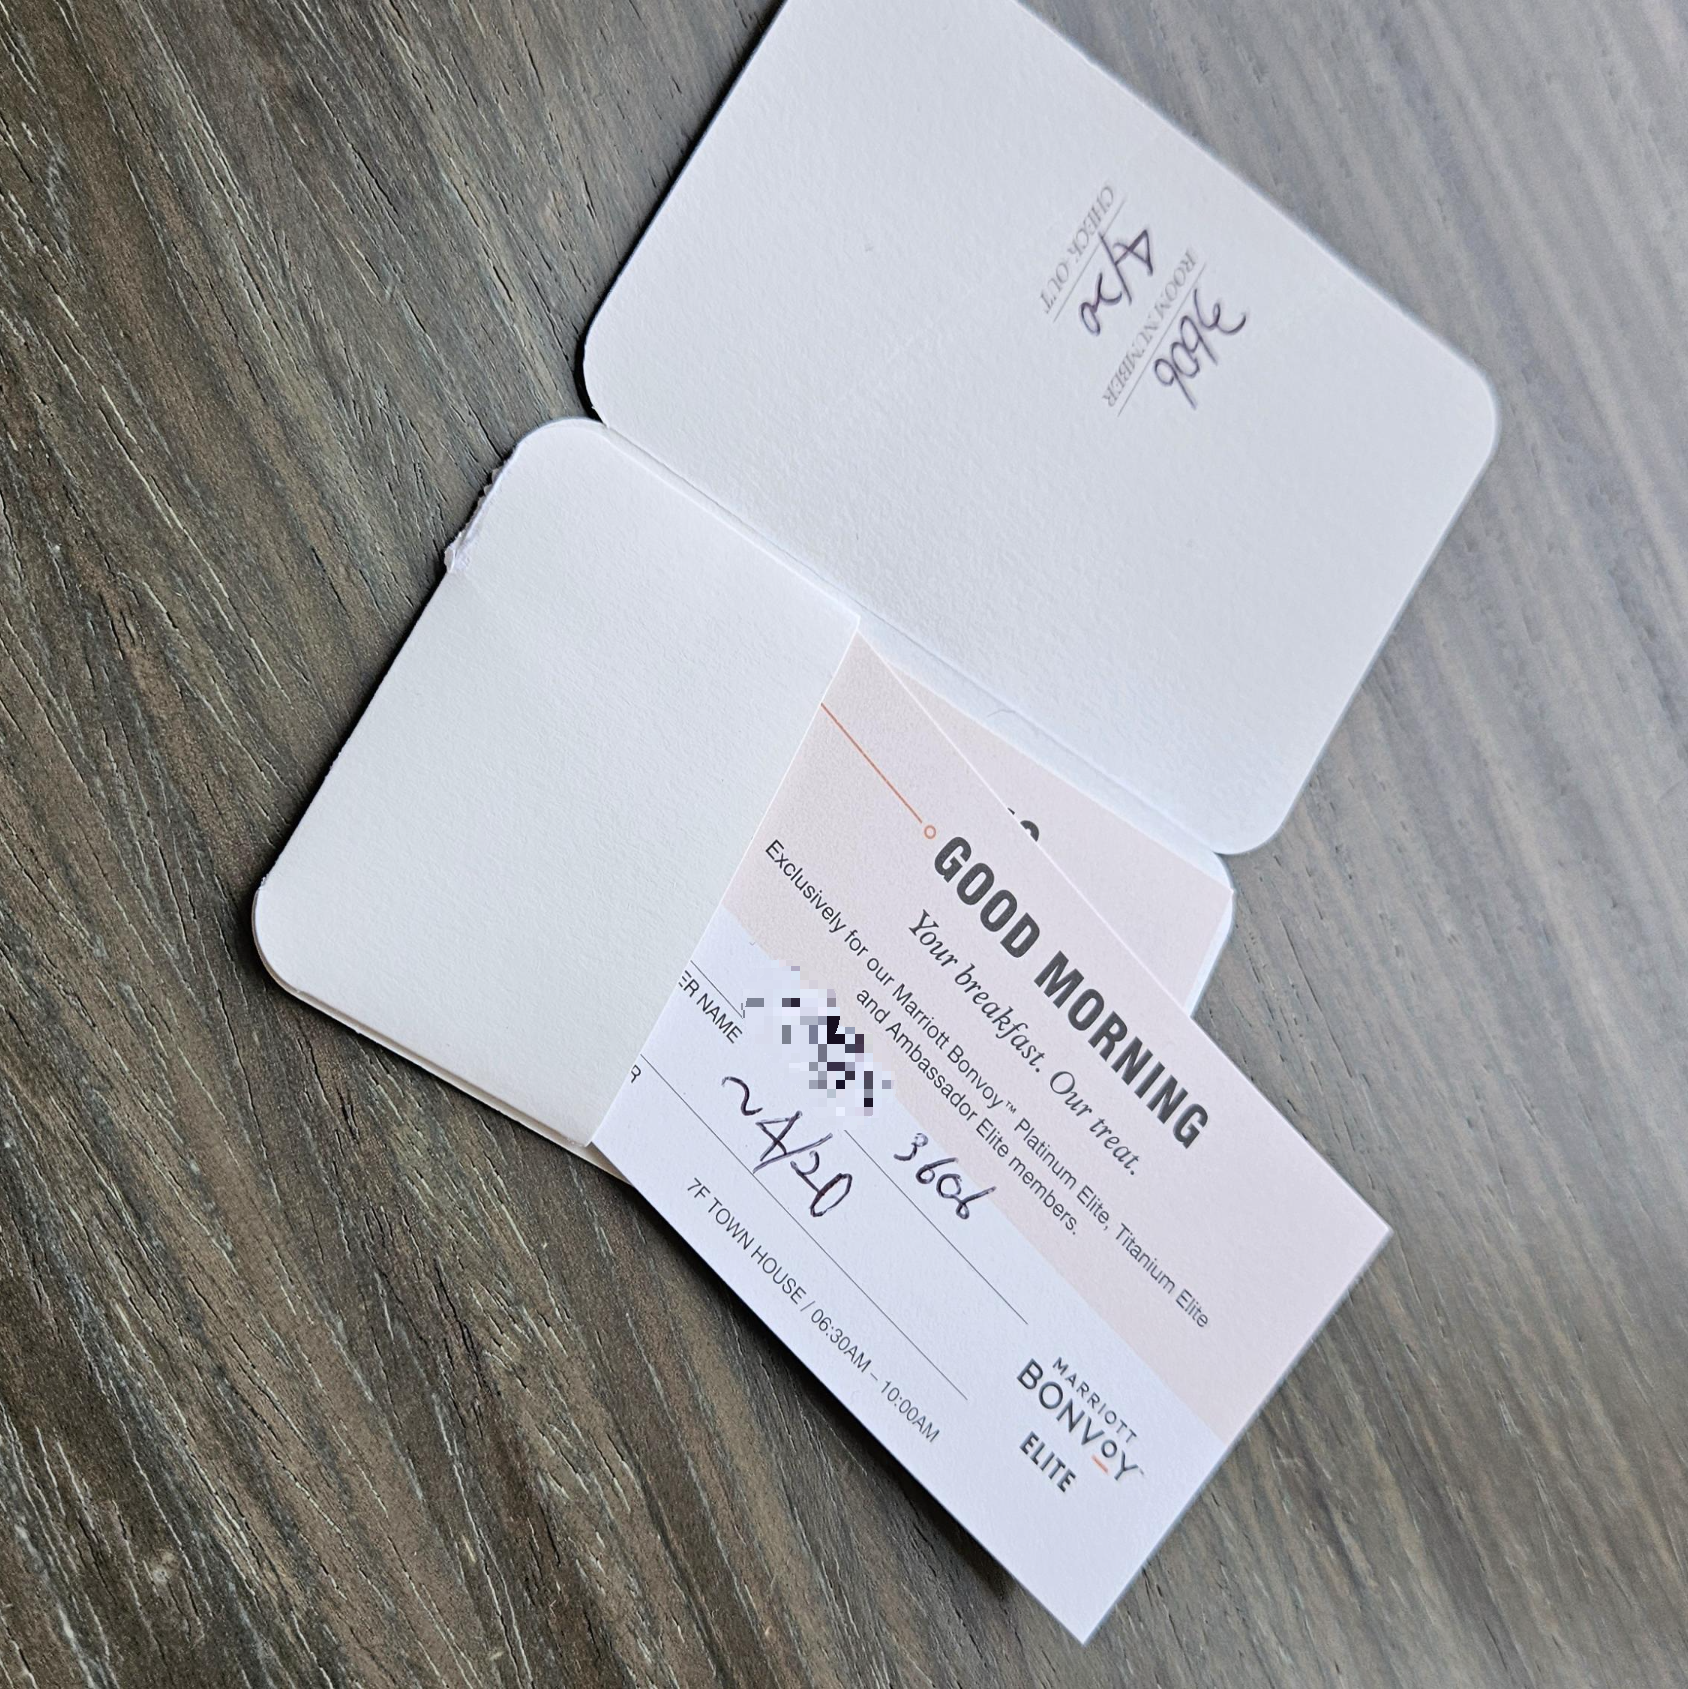 3606
ROOM NUMBER
4/20
CHECK-OUT
GOOD MORNING
Your breakfast. Our treat.
Exclusively for our Marriott Bonvoy™ Platinum Elite, Titanium Elite
and Ambassador Elite members.
3606
ER NAME
~4/20
R
7F TOWN HOUSE / 06:30AM – 10:00AM
MARRIOTT
BONVOY
ELITE